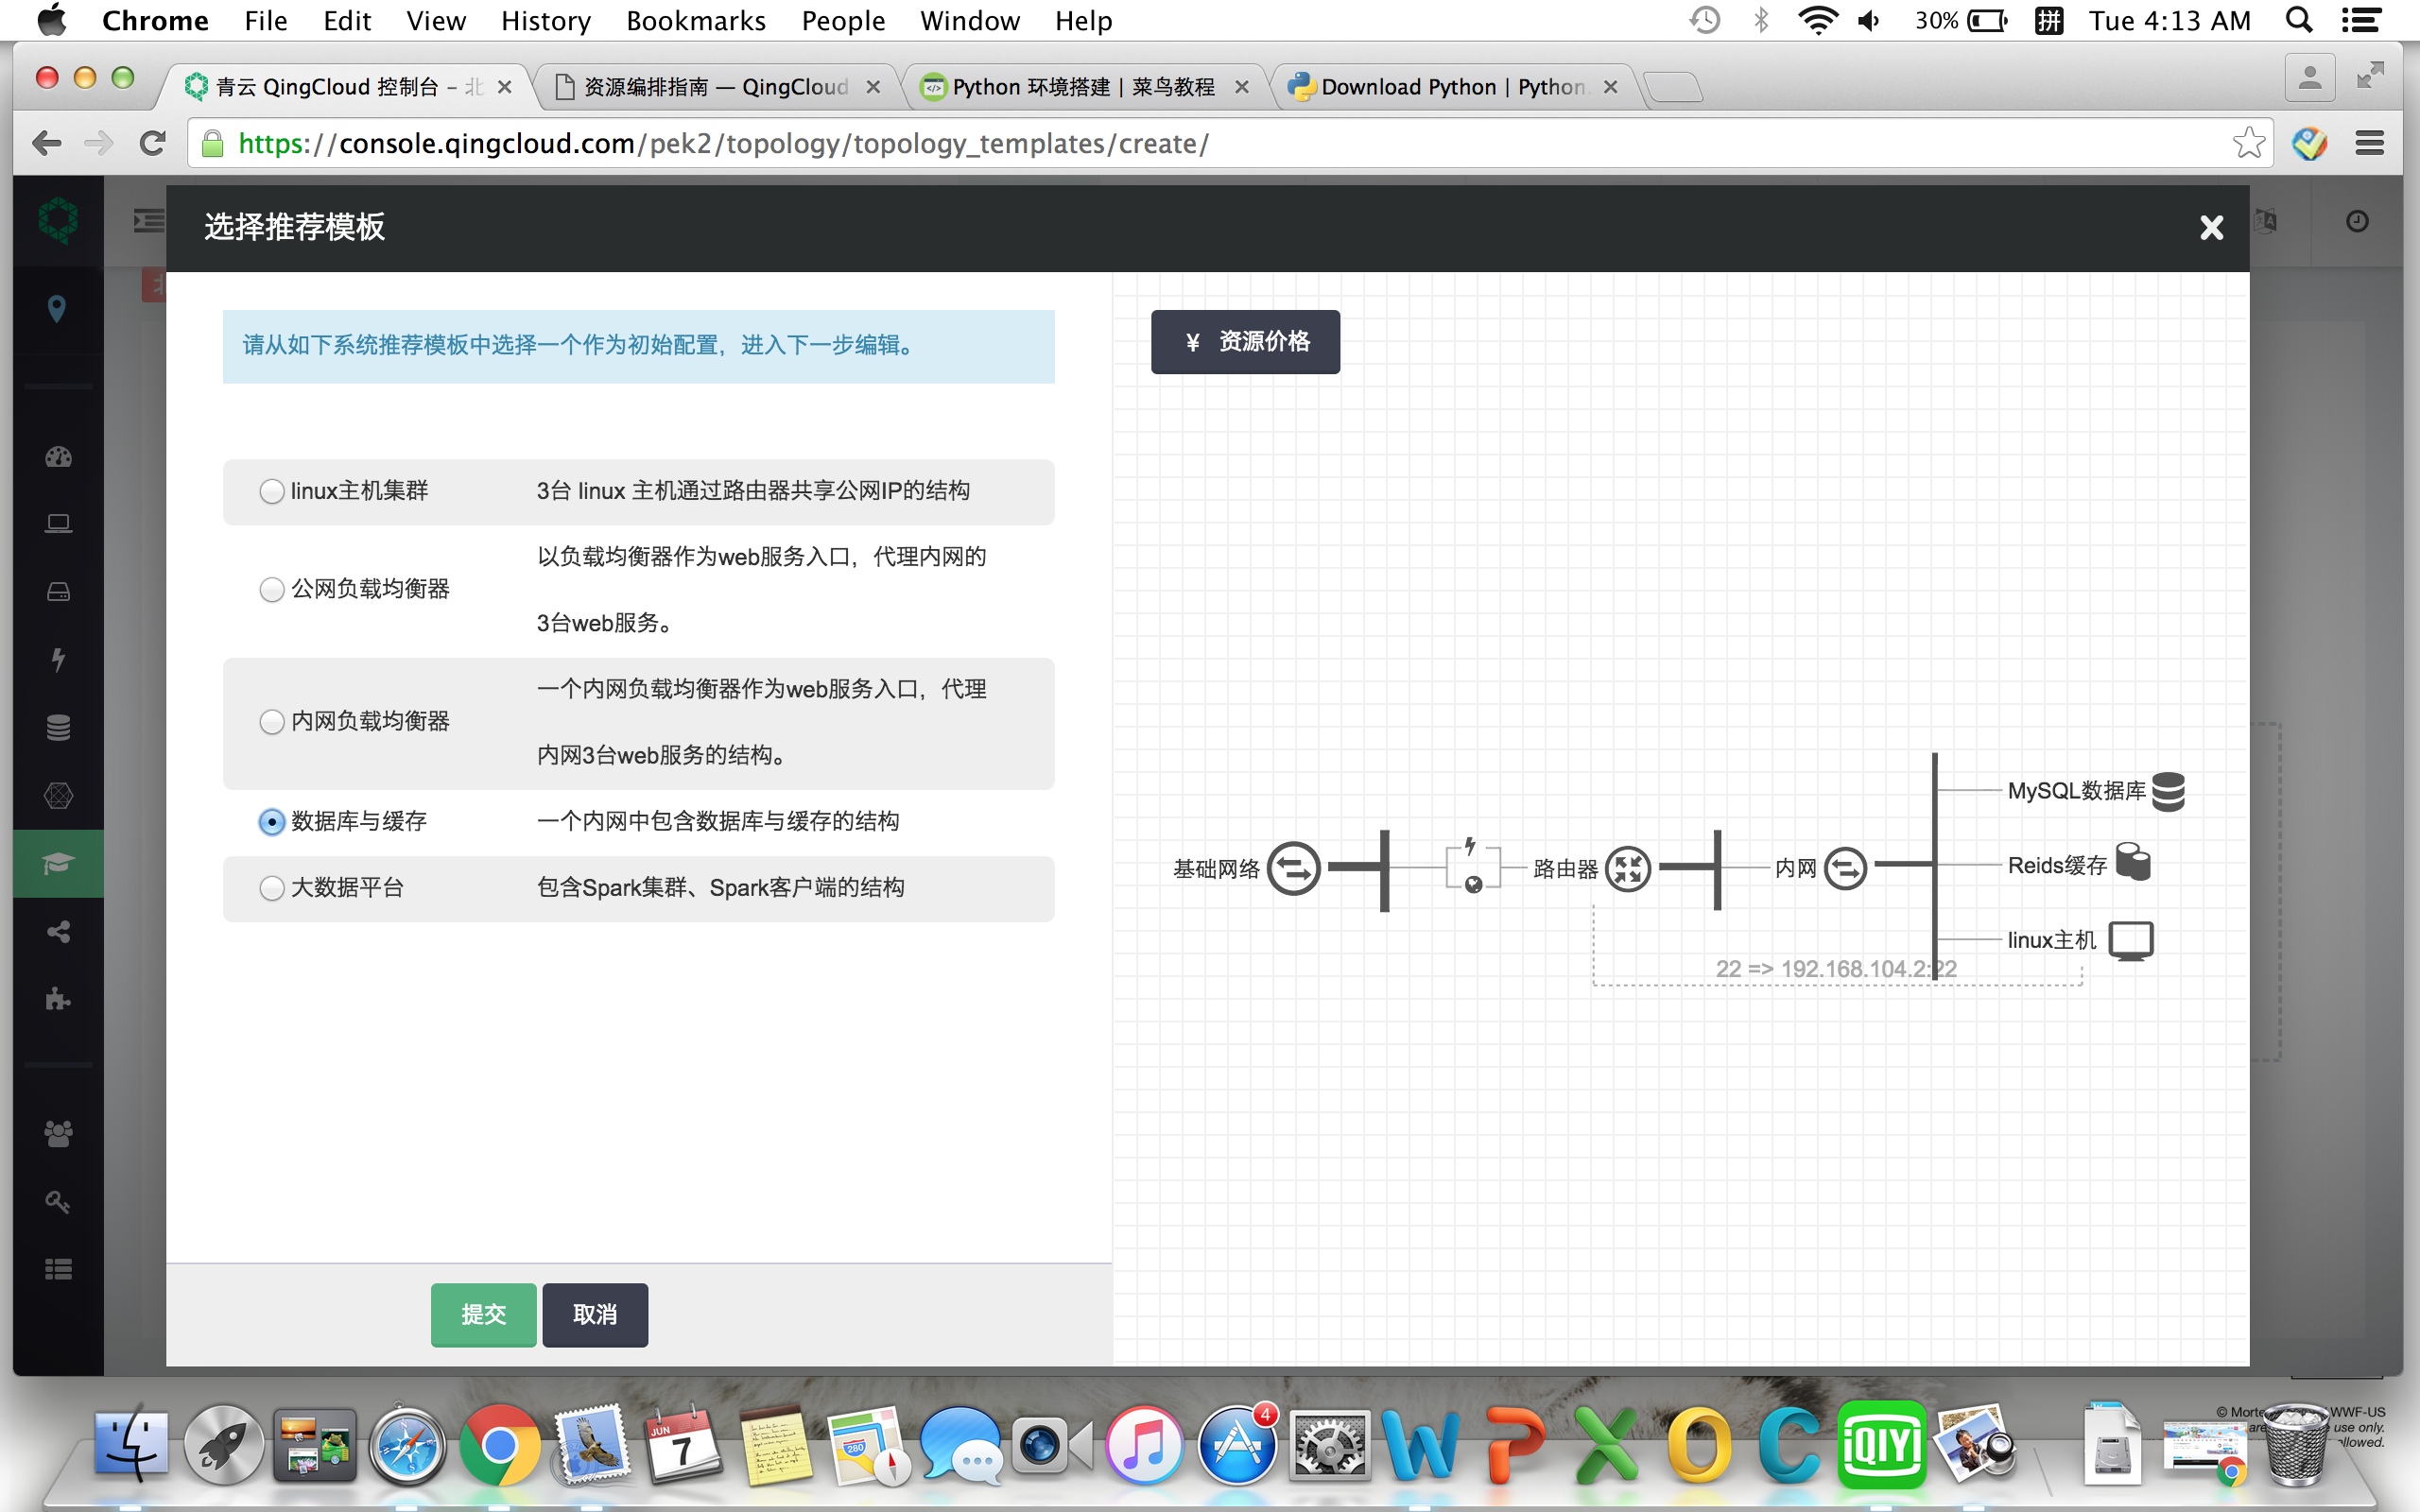 Chrome File Edit View History Bookmarks People Window Help 30% 拼 Tue 4:13 AM
青云 QingCloud 控制台 – 北
资源编排指南 — QingCloud
Python 环境搭建 | 菜鸟教程
Download Python | Python.
https://console.qingcloud.com/pek2/topology/topology_templates/create/
选择推荐模板
请从如下系统推荐模板中选择一个作为初始配置，进入下一步编辑。
¥ 资源价格
linux主机集群 3台 linux 主机通过路由器共享公网IP的结构
公网负载均衡器 以负载均衡器作为web服务入口，代理内网的
3台web服务。
内网负载均衡器 一个内网负载均衡器作为web服务入口，代理
内网3台web服务的结构。
数据库与缓存 一个内网中包含数据库与缓存的结构
大数据平台 包含Spark集群、Spark客户端的结构
MySQL数据库
基础网络 路由器 内网 Reids缓存
linux主机
22 => 192.168.104.2:22
提交 取消
JUN
7
280
4
iQIY
© Morte WWF-US
use only.